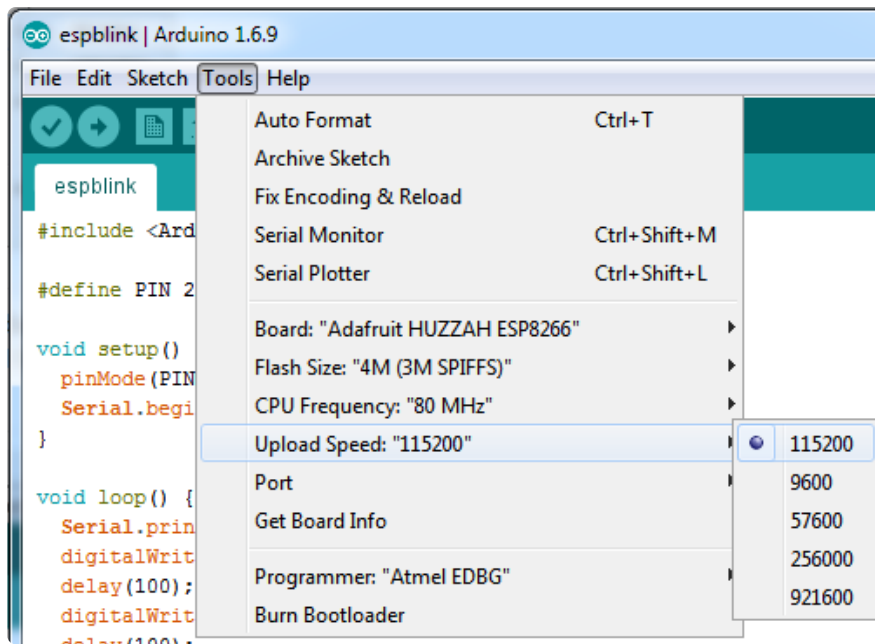 espblink | Arduino 1.6.9
File Edit Sketch Tools Help
espblink
#include <Ard
#define PIN 2
void setup()
pinMode(PIN
Serial.begi
}
void loop() {
Serial.prin
digitalWrit
delay(100);
digitalWrit
delay(100);
Auto Format Ctrl+T
Archive Sketch
Fix Encoding & Reload
Serial Monitor Ctrl+Shift+M
Serial Plotter Ctrl+Shift+L
Board: "Adafruit HUZZAH ESP8266"
Flash Size: "4M (3M SPIFFS)"
CPU Frequency: "80 MHz"
Upload Speed: "115200"
Port
Get Board Info
Programmer: "Atmel EDBG"
Burn Bootloader
115200
9600
57600
256000
921600